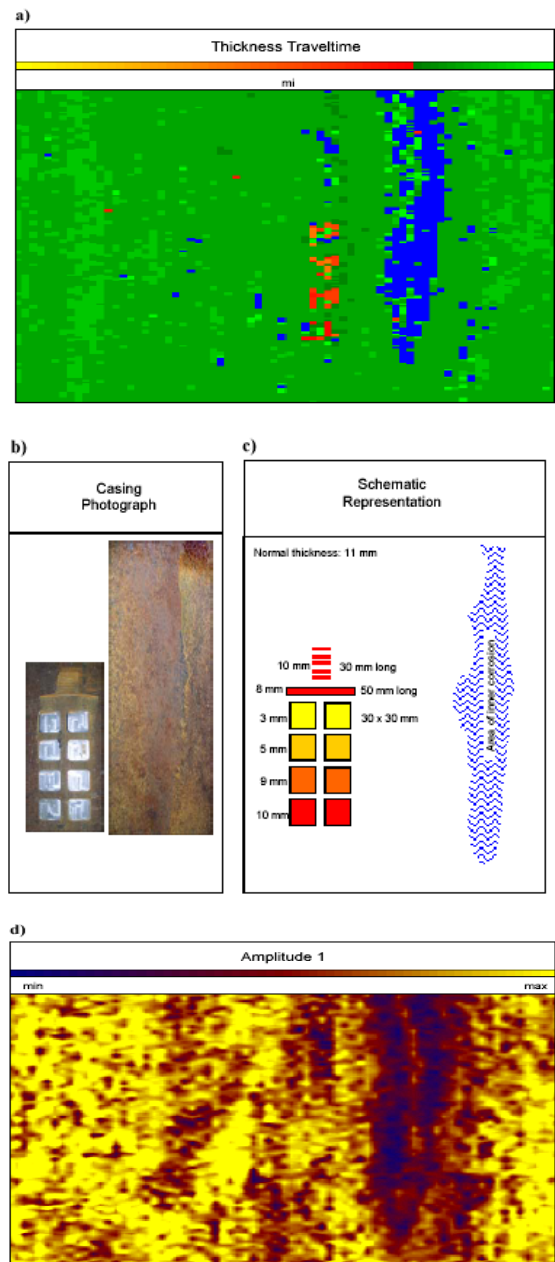 a)
Thickness Traveltime
mi
b)
Casing
Photograph
c)
Schematic
Representation
Normal thickness: 11 mm
10 mm 30 mm long
8 mm 50 mm long
3 mm 30 x 30 mm
5 mm
9 mm
10 mm
Area of inner corrosion
d)
Amplitude 1
min max